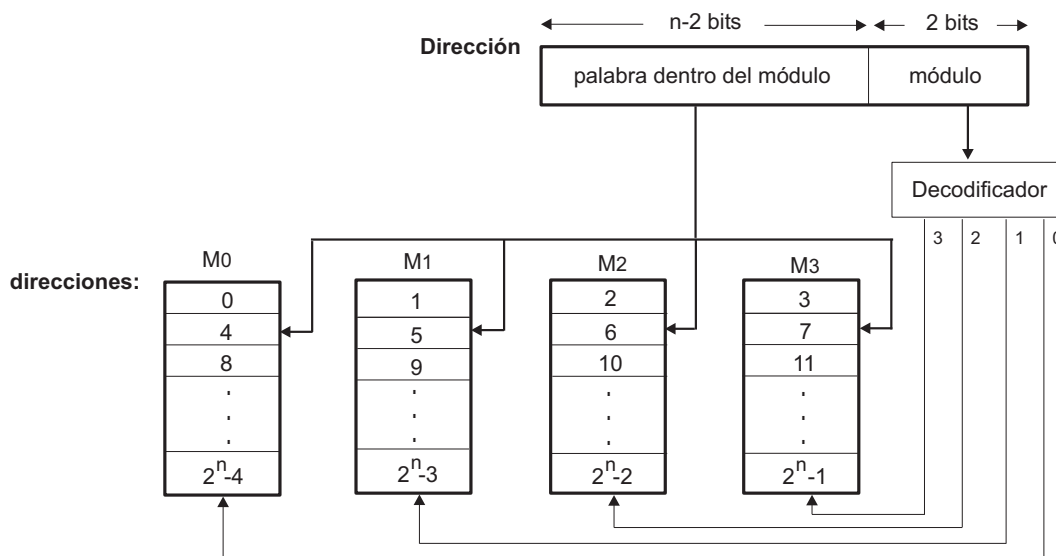 n-2 bits 2 bits
Dirección
palabra dentro del módulo módulo
Decodificador
3 2 1 0
direcciones:
M0 M1 M2 M3
0 1 2 3
4 5 6 7
8 9 10 11
. . . .
. . . .
. . . .
2^n-4 2^n-3 2^n-2 2^n-1